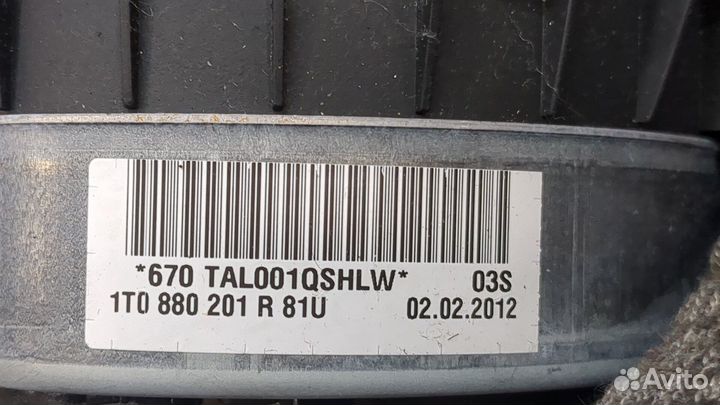 *670 TAL001QSHLW* 03S
1T0 880 201 R 81U 02.02.2012
Avito